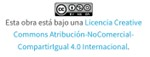 Esta obra está bajo una Licencia Creative
Commons Atribución-NoComercial-
CompartirIgual 4.0 Internacional.